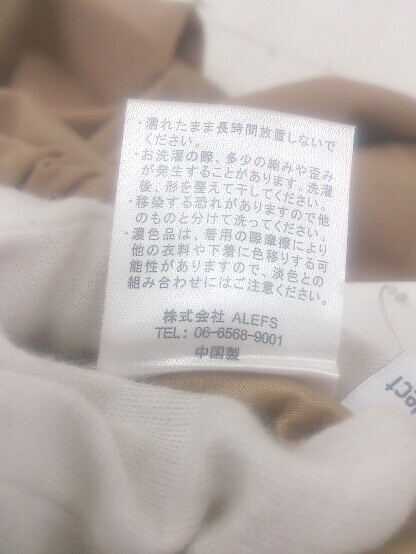 ・濡れたまま長時間放置しないで
ください。
・お洗濯の際、多少の縮みや歪み
が発生することがあります。洗濯
後、形を整えて干してください。
・移染する恐れがありますので他
のものと分けて洗ってください。
・濃色品は、着用の際摩擦により
他の衣料や下着に色移りする可
能性がありますので、淡色との
組み合わせにはご注意ください。
株式会社 ALEFS
TEL: 06-6568-9001
中国製
lect